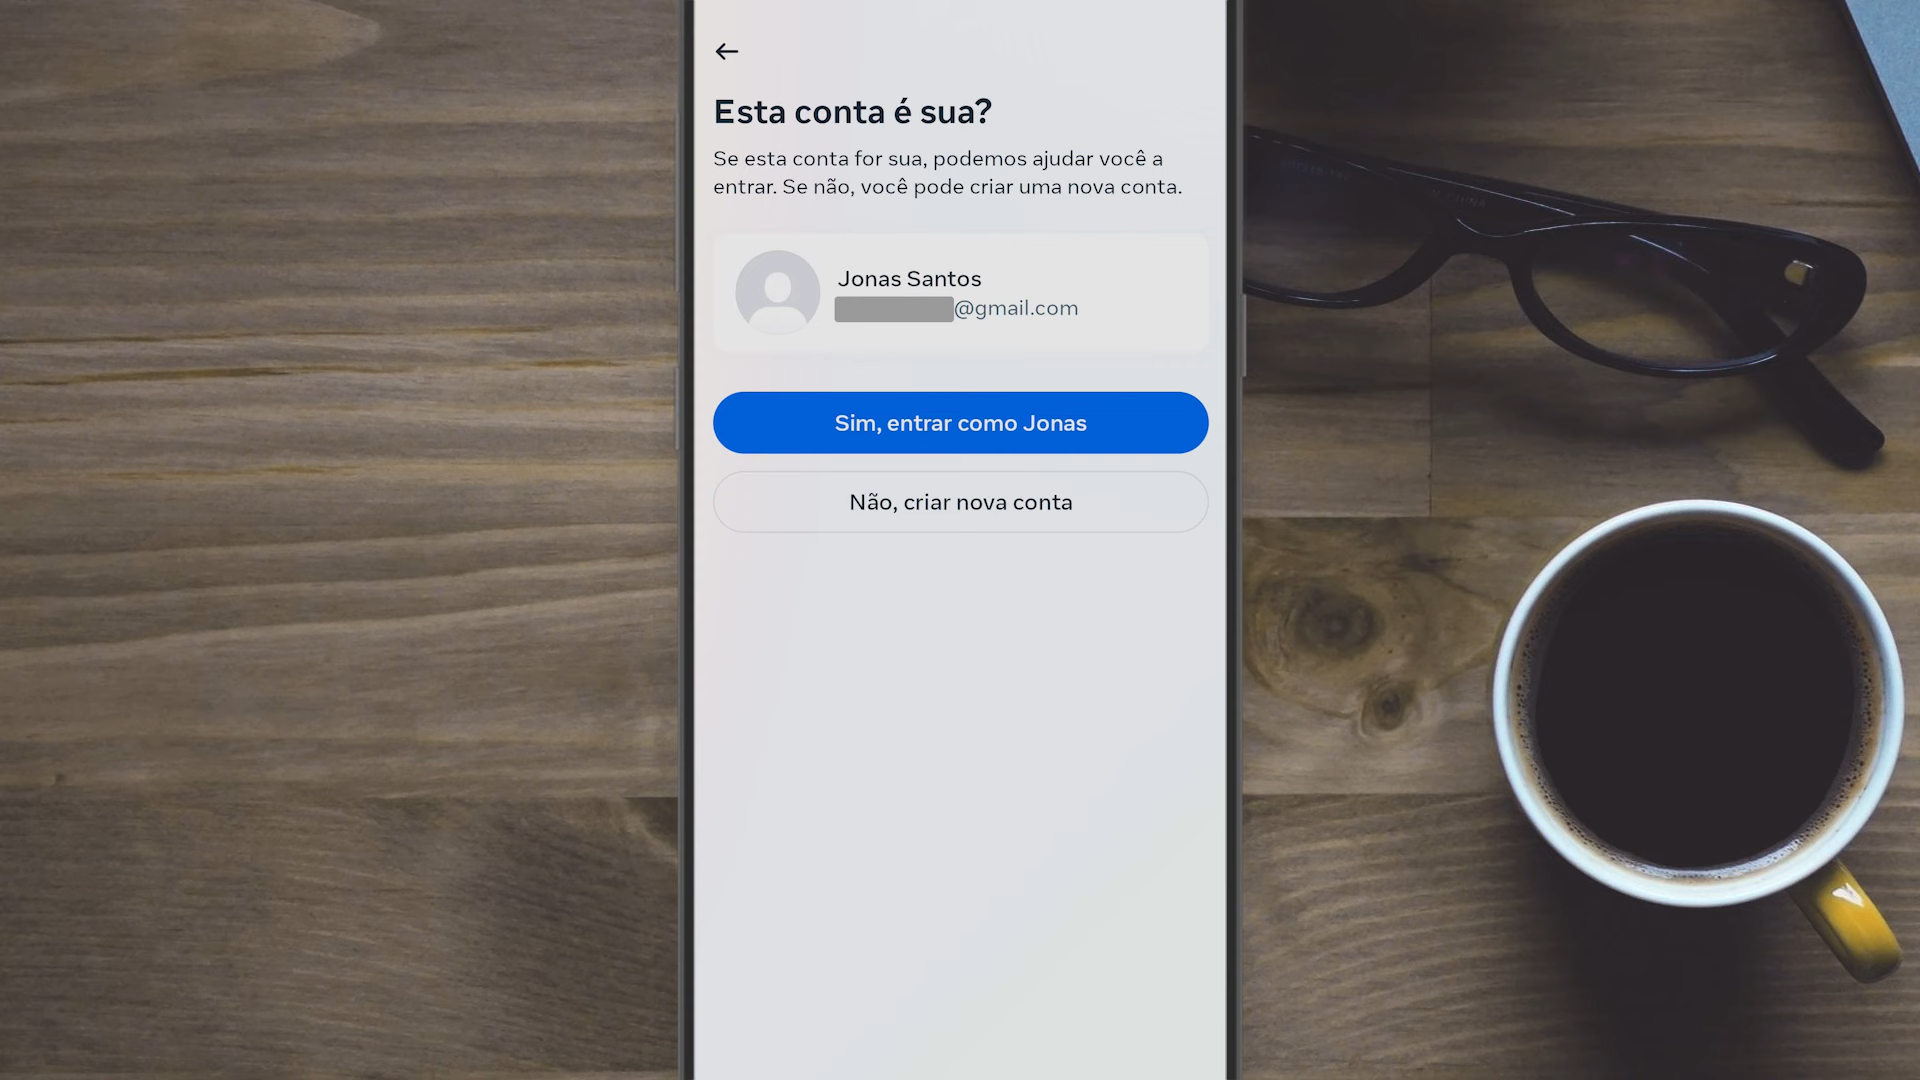 Esta conta é sua?
Se esta conta for sua, podemos ajudar você a
entrar. Se não, você pode criar uma nova conta.
Jonas Santos
@gmail.com
Sim, entrar como Jonas
Não, criar nova conta